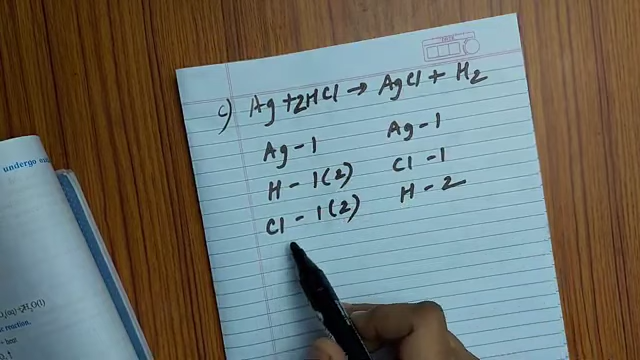 c) Ag + 2HCl → AgCl + H2
Ag - 1 Ag - 1
H - 1(2) Cl - 1
Cl - 1(2) H - 2
undergo
reaction,